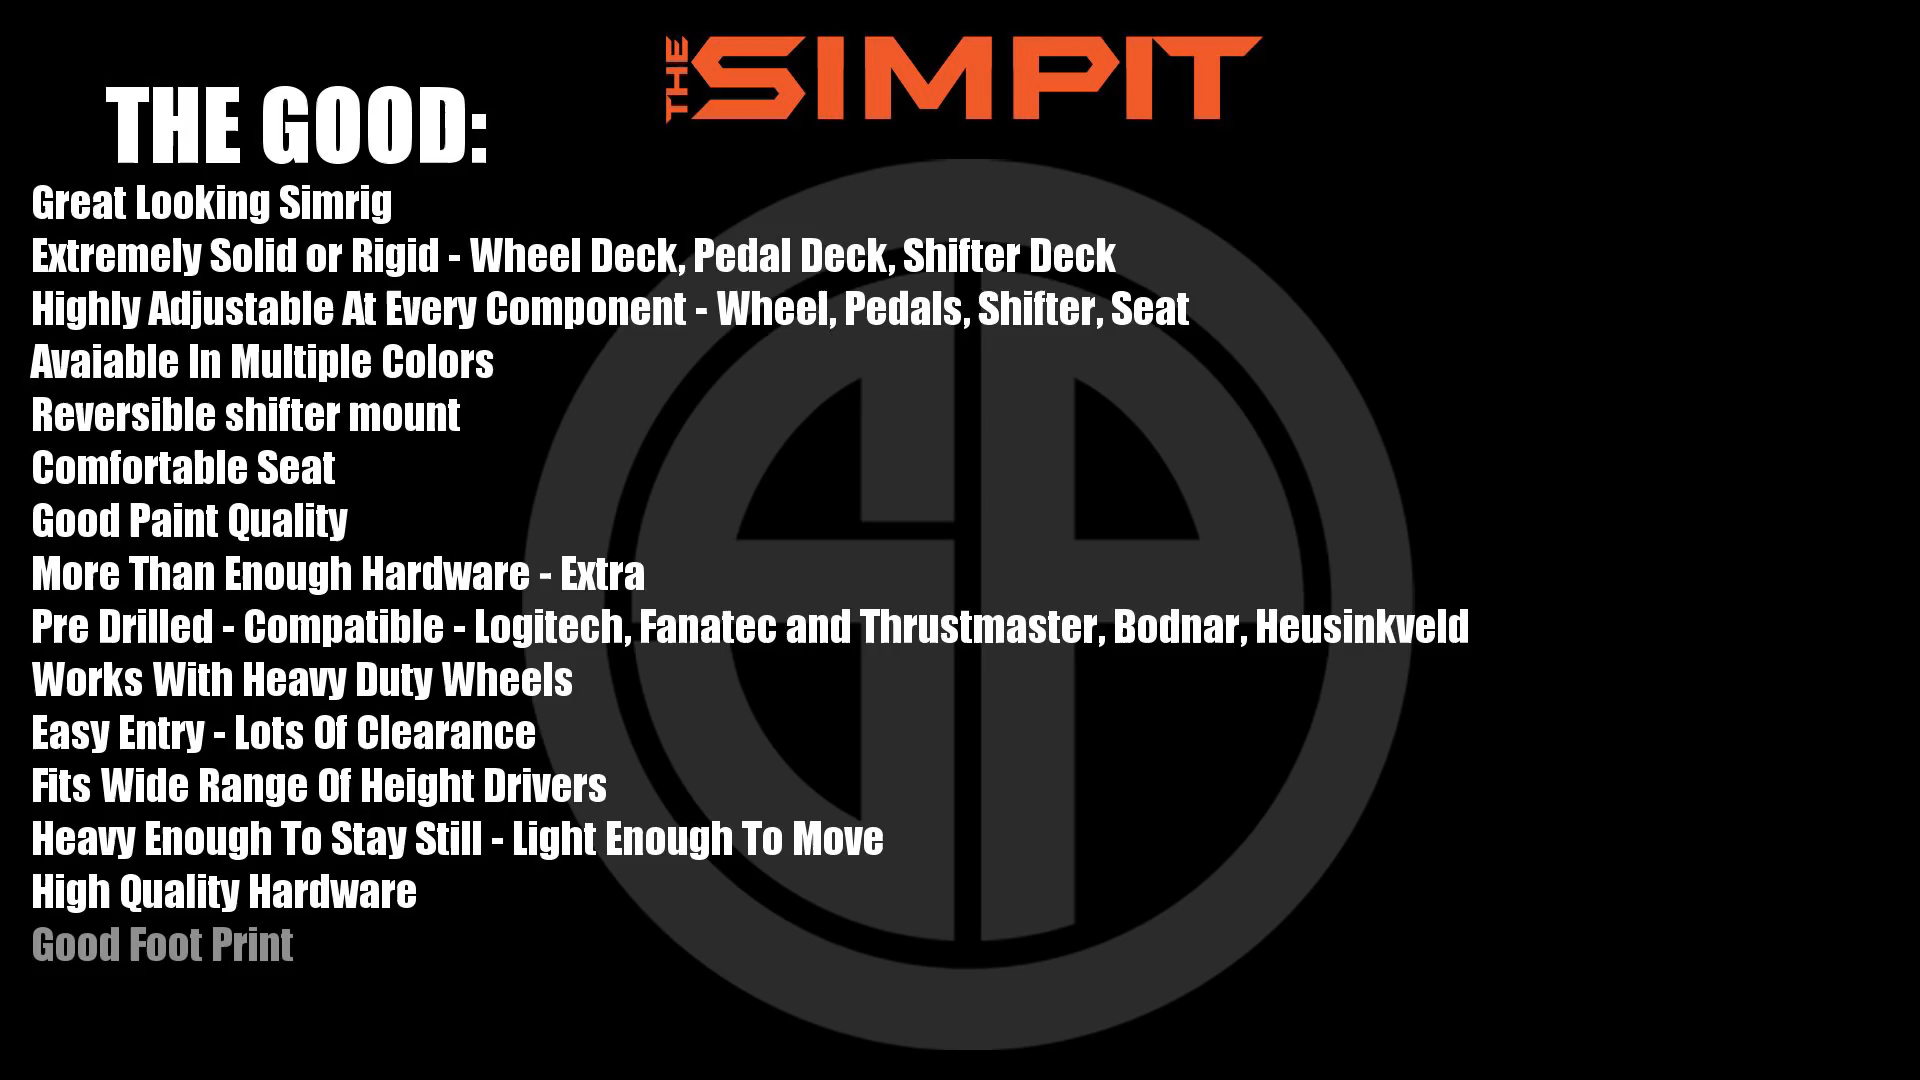 THE SIMPIT
THE GOOD:
Great Looking Simrig
Extremely Solid or Rigid - Wheel Deck, Pedal Deck, Shifter Deck
Highly Adjustable At Every Component - Wheel, Pedals, Shifter, Seat
Avaiable In Multiple Colors
Reversible shifter mount
Comfortable Seat
Good Paint Quality
More Than Enough Hardware - Extra
Pre Drilled - Compatible - Logitech, Fanatec and Thrustmaster, Bodnar, Heusinkveld
Works With Heavy Duty Wheels
Easy Entry - Lots Of Clearance
Fits Wide Range Of Height Drivers
Heavy Enough To Stay Still - Light Enough To Move
High Quality Hardware
Good Foot Print